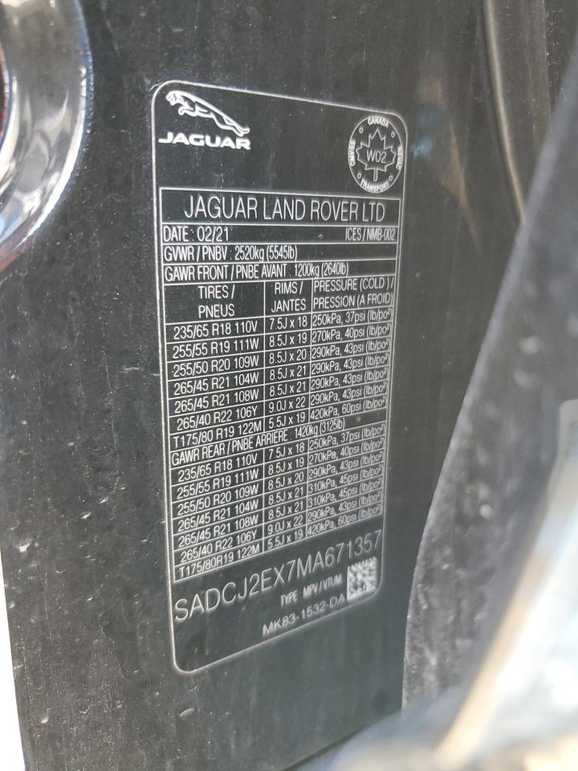 JAGUAR
CANADA
W02
TRANSPORT
JAGUAR LAND ROVER LTD
DATE : 02/21 ICES / NMB-002
GVWR / PNBV : 2520kg (5545lb)
GAWR FRONT / PNBE AVANT : 1200kg (2640lb)
TIRES / PNEUS RIMS / JANTES PRESSURE (COLD ) / PRESSION (A FROID)
235/65 R18 110V 7.5J x 18 250kPa, 37psi (lb/po²)
255/55 R19 111W 8.5J x 19 270kPa, 40psi (lb/po²)
255/50 R20 109W 8.5J x 20 290kPa, 43psi (lb/po²)
265/45 R21 104W 8.5J x 21 290kPa, 43psi (lb/po²)
265/45 R21 108W 8.5J x 21 290kPa, 43psi (lb/po²)
265/40 R22 106Y 9.0J x 22 290kPa, 43psi (lb/po²)
T175/80 R19 122M 5.5J x 19 420kPa, 60psi (lb/po²)
GAWR REAR / PNBE ARRIERE : 1420kg (3125lb)
235/65 R18 110V 7.5J x 18 250kPa, 37psi (lb/po²)
255/55 R19 111W 8.5J x 19 270kPa, 40psi (lb/po²)
255/50 R20 109W 8.5J x 20 290kPa, 43psi (lb/po²)
265/45 R21 104W 8.5J x 21 310kPa, 45psi (lb/po²)
265/45 R21 108W 8.5J x 21 310kPa, 45psi (lb/po²)
265/40 R22 106Y 9.0J x 22 290kPa, 43psi (lb/po²)
T175/80R19 122M 5.5J x 19 420kPa, 60psi (lb/po²)
SADCJ2EX7MA671357
TYPE MPV / VTUM
MK83-1532-DA